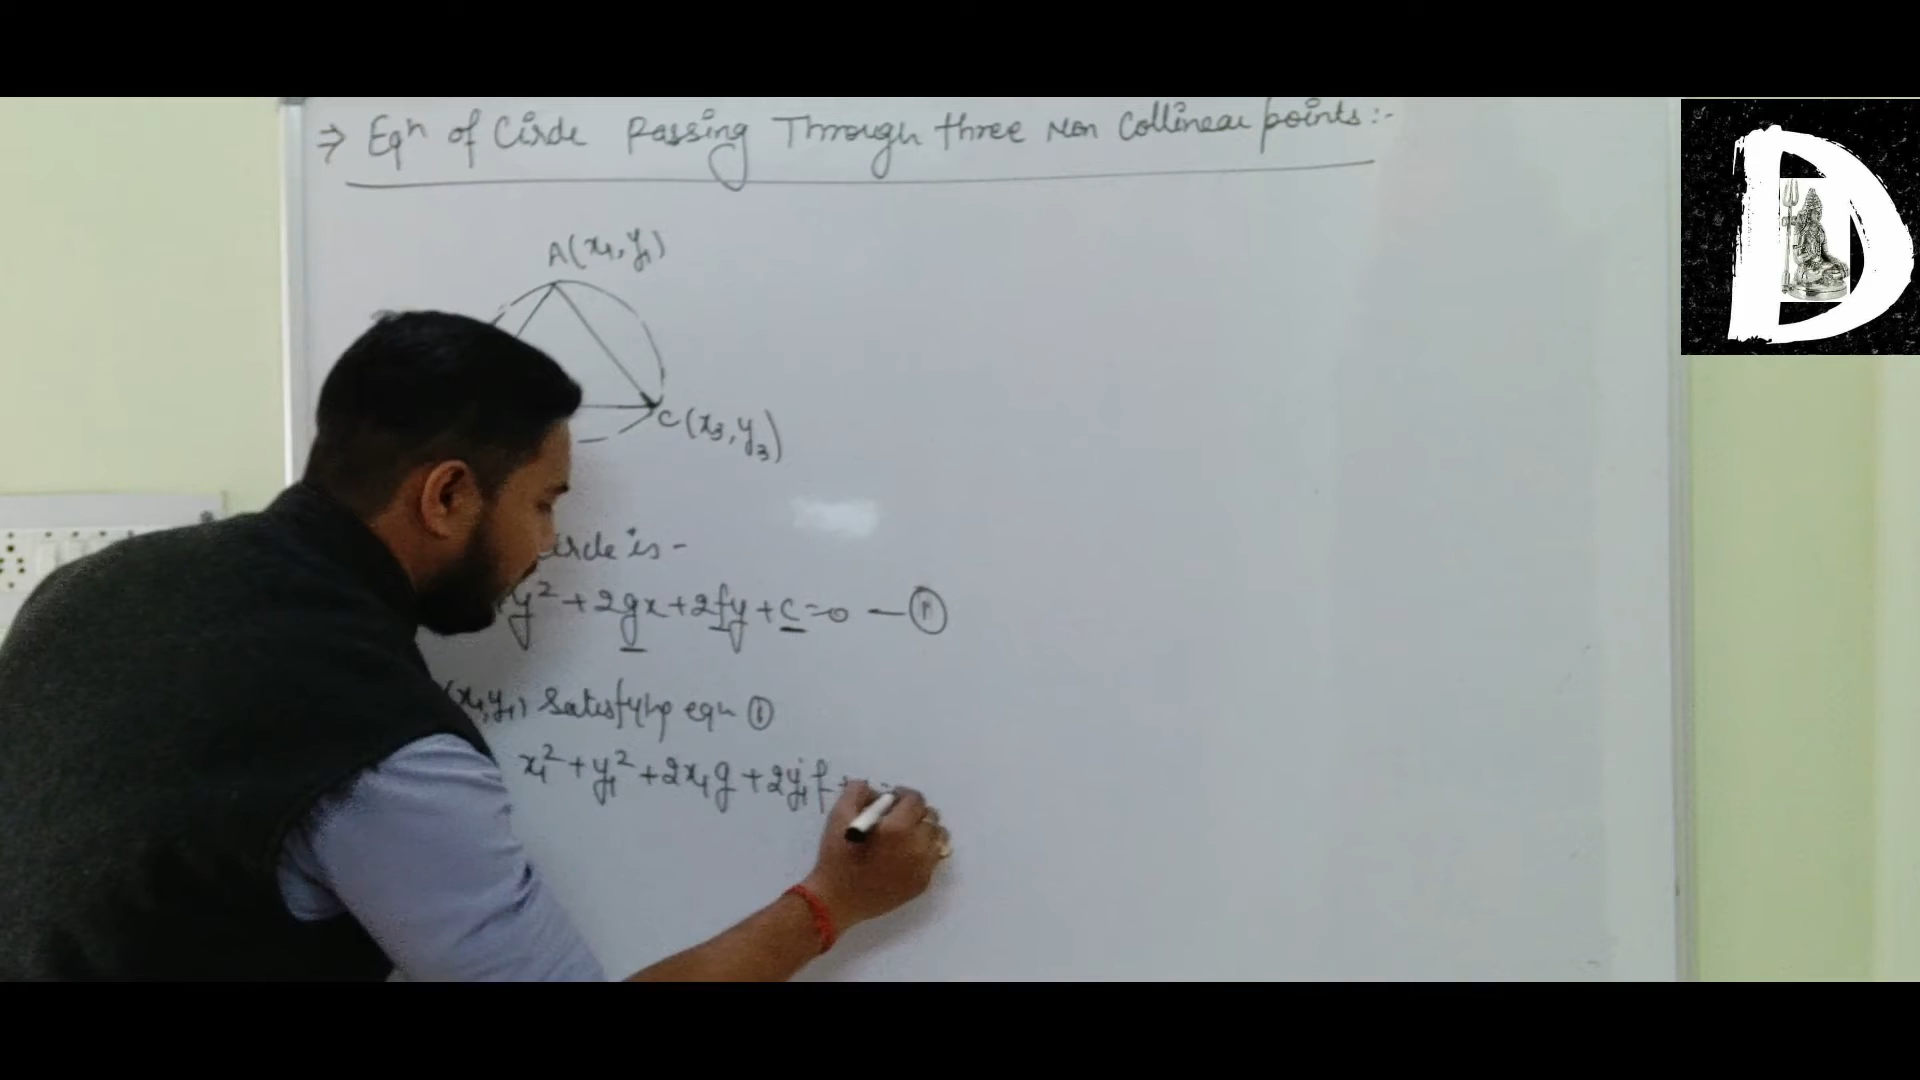 ⇒ Eqⁿ of Circle Passing Through three Non Collinear points:-
A(x₁, y₁)
C(x₃, y₃)
ircle is -
y² + 2gx + 2fy + c = 0 — ①
(x₁, y₁) Satisfying eqn ①
x₁² + y₁² + 2x₁g + 2y₁f +
D